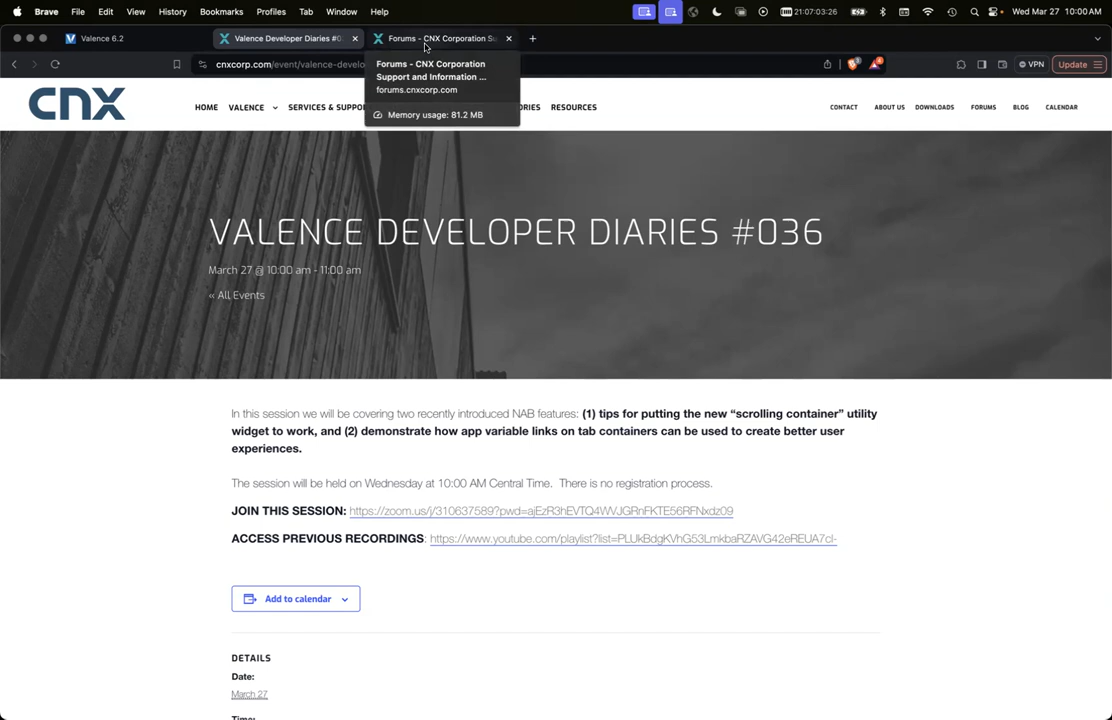 Brave File Edit View History Bookmarks Profiles Tab Window Help 21:07:03:26 Wed Mar 27 10:00 AM
Valence 6.2
Valence Developer Diaries #03
Forums - CNX Corporation Su
cnxcorp.com/event/valence-develo
VPN
Update
Forums - CNX Corporation
Support and Information ...
forums.cnxcorp.com
Memory usage: 81.2 MB
CNX
HOME VALENCE SERVICES & SUPPO ORIES RESOURCES
CONTACT ABOUT US DOWNLOADS FORUMS BLOG CALENDAR
VALENCE DEVELOPER DIARIES #036
March 27 @ 10:00 am - 11:00 am
« All Events
In this session we will be covering two recently introduced NAB features: (1) tips for putting the new “scrolling container” utility
widget to work, and (2) demonstrate how app variable links on tab containers can be used to create better user
experiences.
The session will be held on Wednesday at 10:00 AM Central Time. There is no registration process.
JOIN THIS SESSION: https://zoom.us/j/310637589?pwd=ajEzR3hEVTQ4WVJGRnFKTE56RFNxdz09
ACCESS PREVIOUS RECORDINGS: https://www.youtube.com/playlist?list=PLUkBdgKVhG53LmkbaRZAVG42eREUA7cl-
Add to calendar
DETAILS
Date:
March 27
Time: